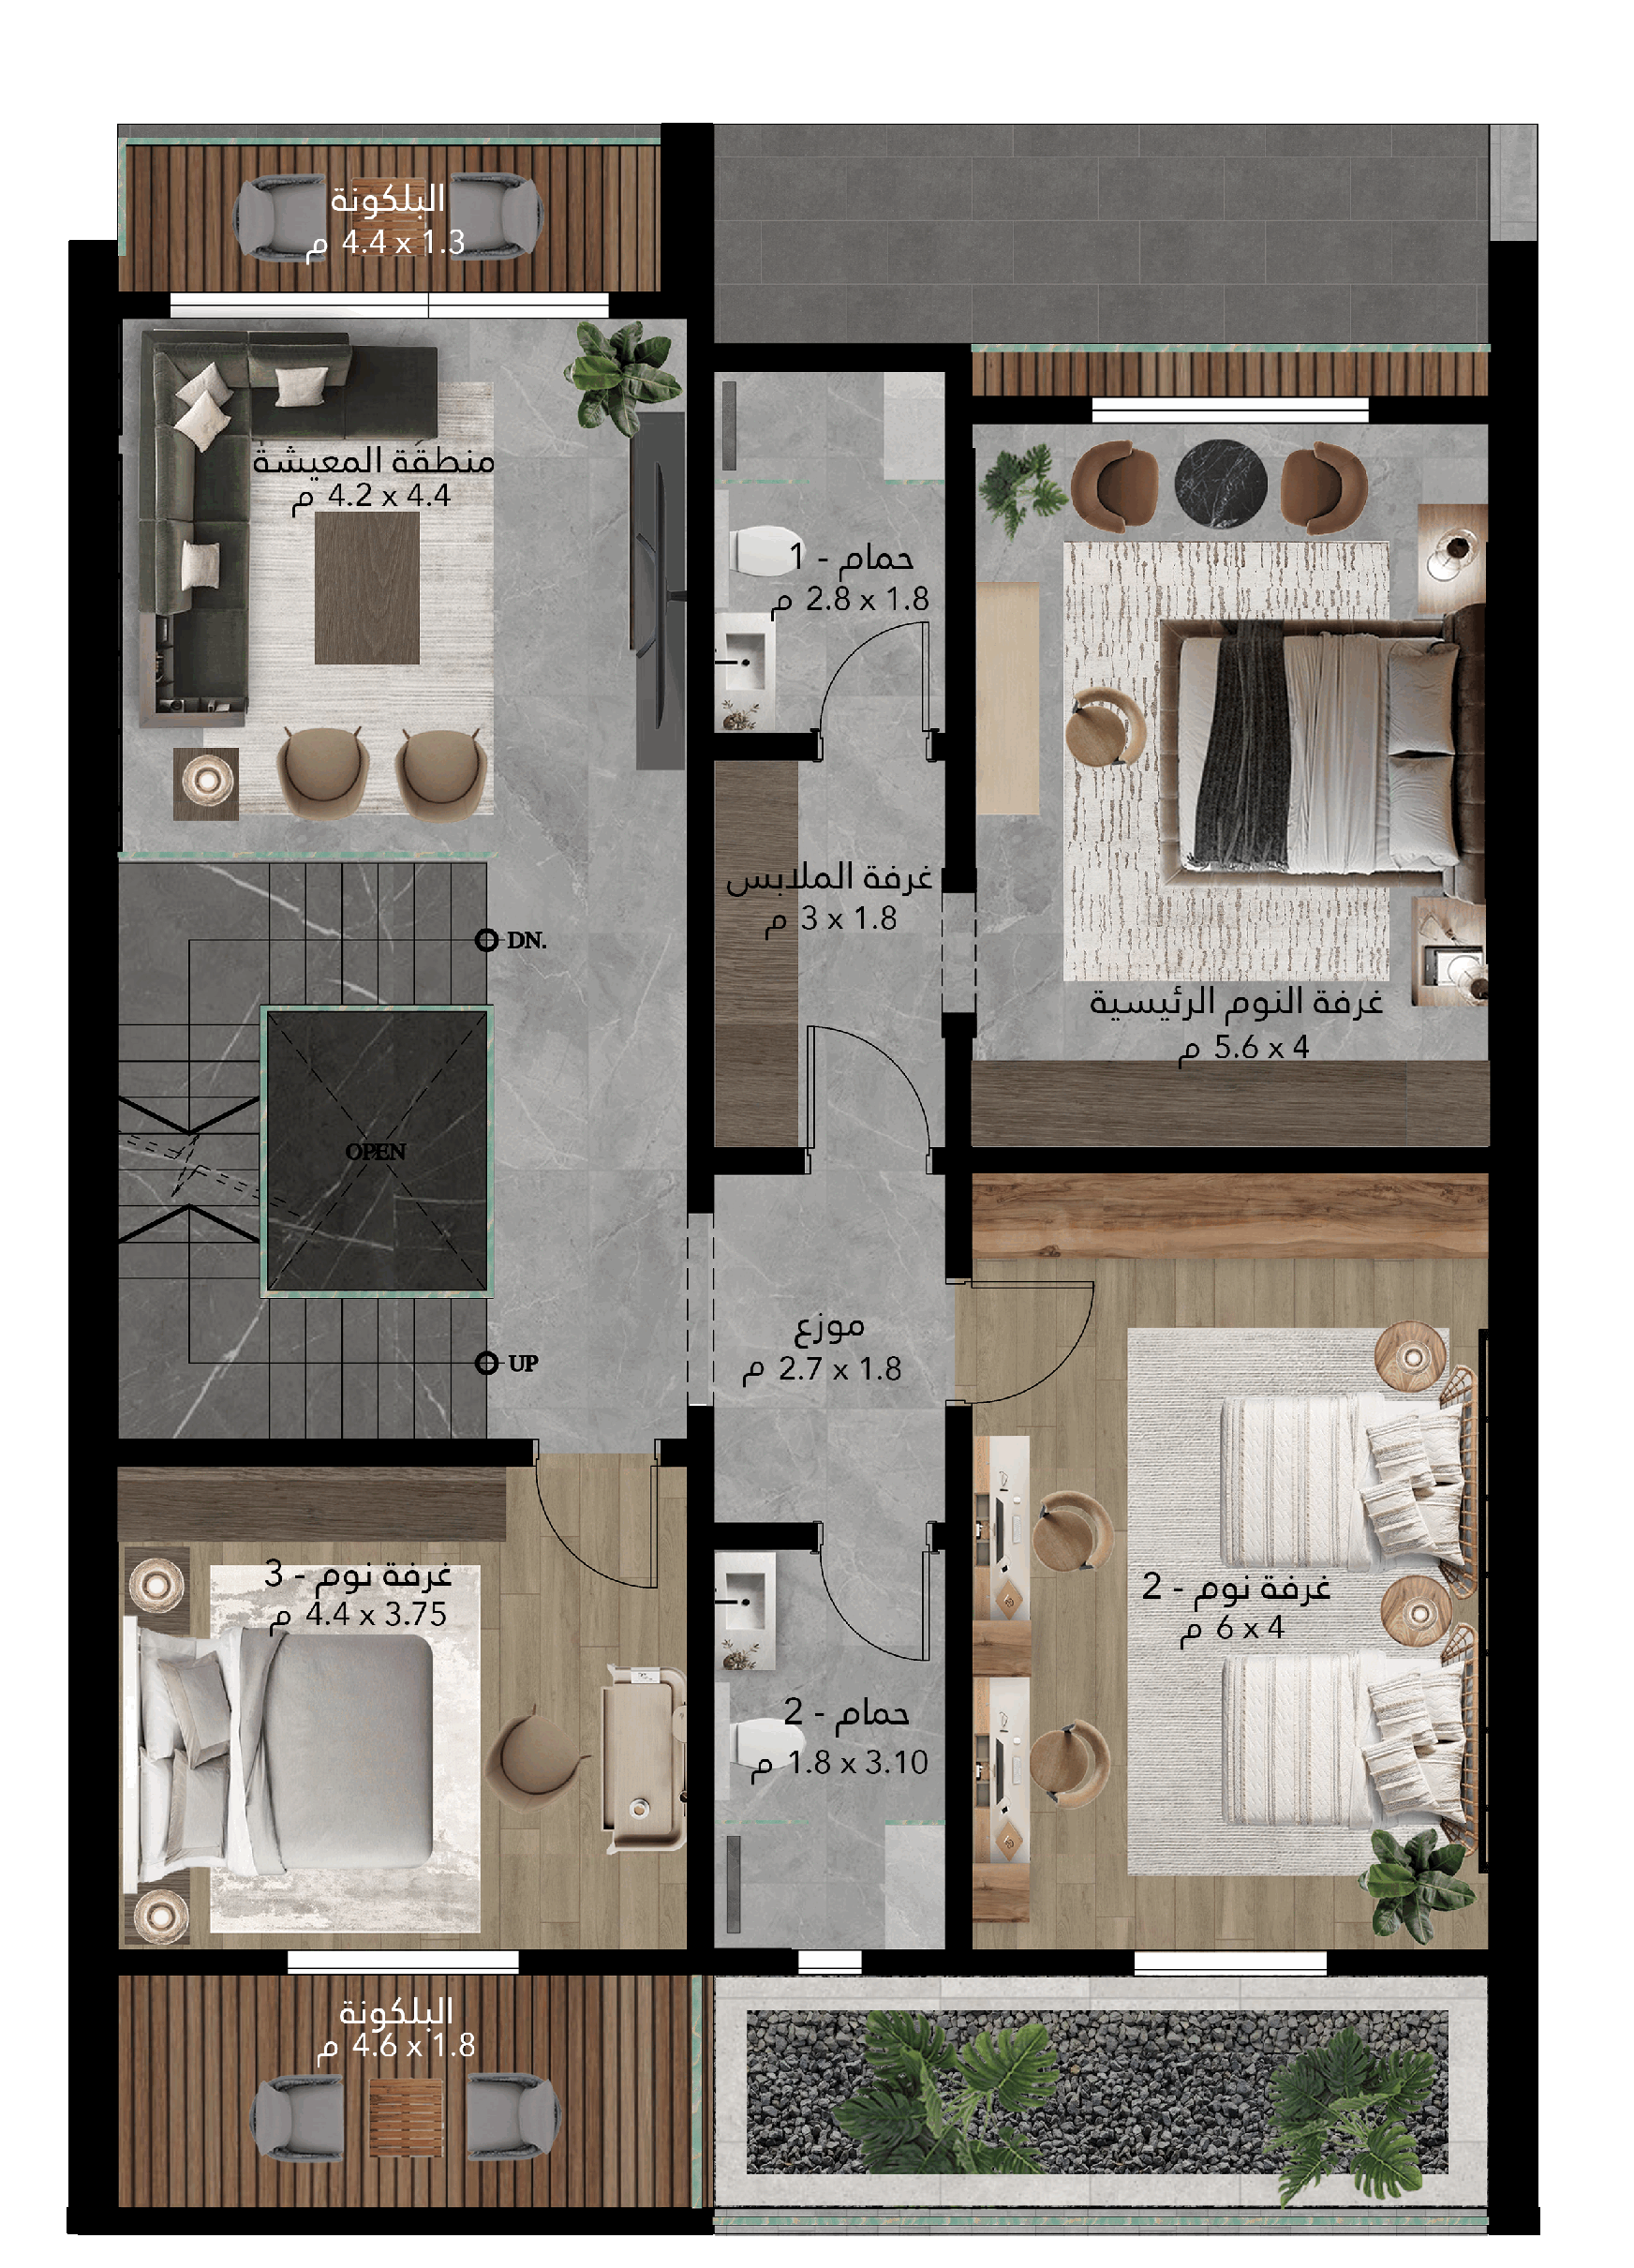 البلكونة
4.4 x 1.3 م
منطقة المعيشة
4.2 x 4.4 م
حمام - 1
2.8 x 1.8 م
غرفة الملابس
3 x 1.8 م
DN.
غرفة النوم الرئيسية
5.6 x 4 م
OPEN
UP
موزع
2.7 x 1.8 م
غرفة نوم - 3
4.4 x 3.75 م
غرفة نوم - 2
6 x 4 م
حمام - 2
1.8 x 3.10 م
البلكونة
4.6 x 1.8 م